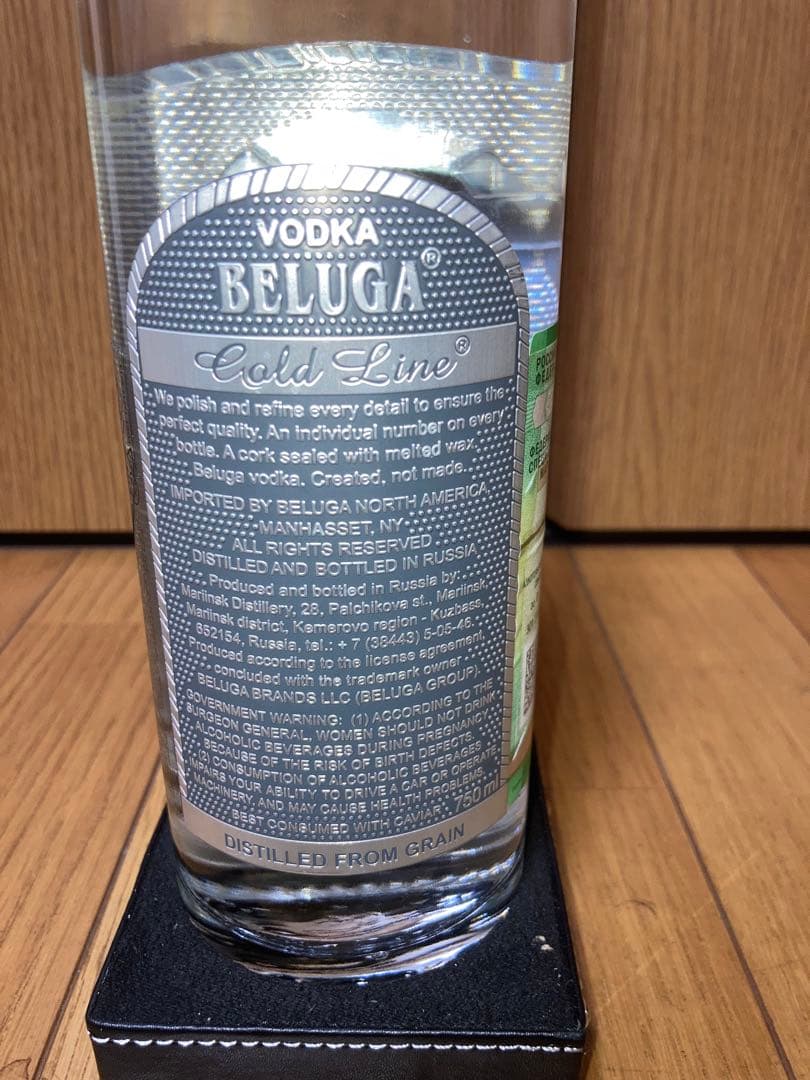 VODKA
BELUGA®
Gold Line®
We polish and refine every detail to ensure the
perfect quality. An individual number on every
bottle. A cork sealed with melted wax.
Beluga vodka. Created, not made.
IMPORTED BY BELUGA NORTH AMERICA,
MANHASSET, NY
ALL RIGHTS RESERVED
DISTILLED AND BOTTLED IN RUSSIA
Produced and bottled in Russia by:
Mariinsk Distillery, 28, Palchikova st., Mariinsk,
Mariinsk district, Kemerovo region - Kuzbass,
652154, Russia, tel.: + 7 (38443) 5-05-46.
Produced according to the license agreement,
concluded with the trademark owner
BELUGA BRANDS LLC (BELUGA GROUP).
GOVERNMENT WARNING: (1) ACCORDING TO THE
SURGEON GENERAL, WOMEN SHOULD NOT DRINK
ALCOHOLIC BEVERAGES DURING PREGNANCY
BECAUSE OF THE RISK OF BIRTH DEFECTS.
(2) CONSUMPTION OF ALCOHOLIC BEVERAGES
IMPAIRS YOUR ABILITY TO DRIVE A CAR OR OPERATE
MACHINERY, AND MAY CAUSE HEALTH PROBLEMS.
BEST CONSUMED WITH CAVIAR. 750 ml
DISTILLED FROM GRAIN